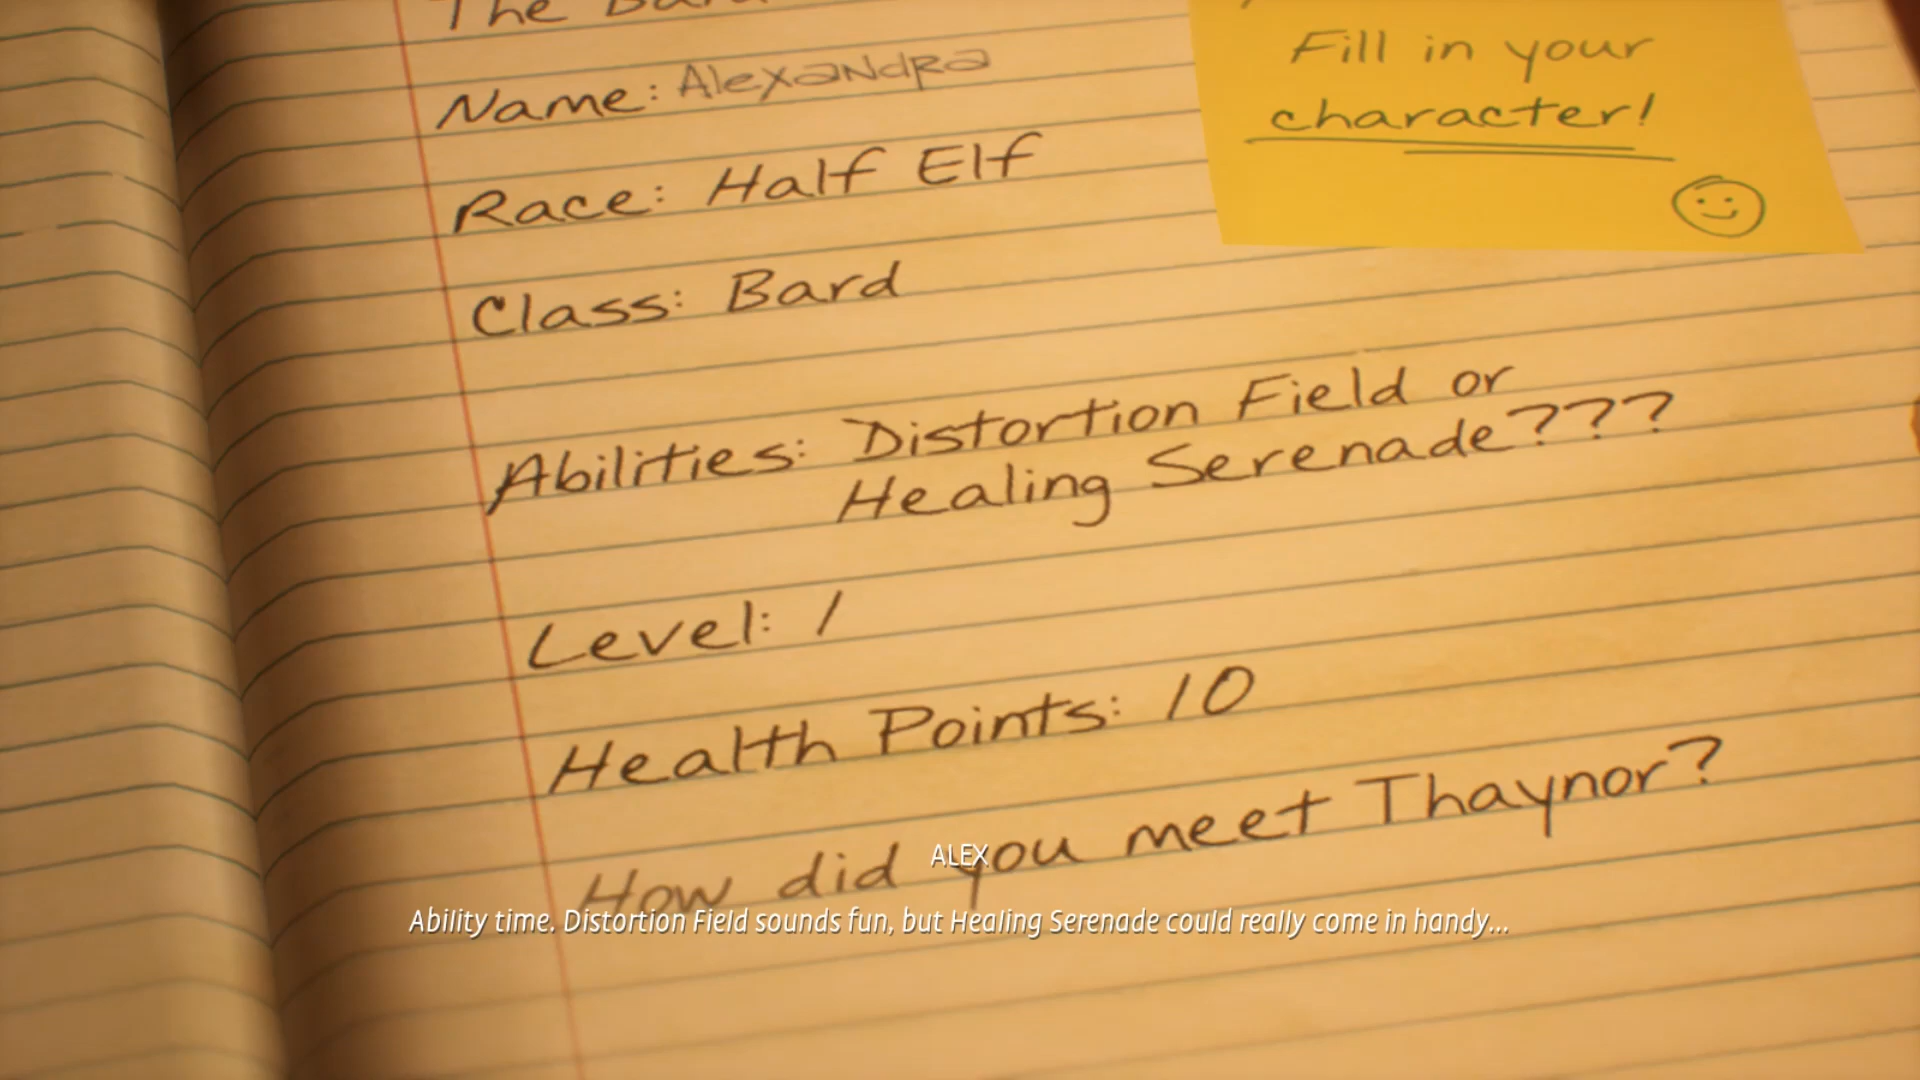 The Bard
Name: Alexandra
Fill in your
character!
Race: Half Elf
Class: Bard
Abilities: Distortion Field or
Healing Serenade???
Level: 1
Health Points: 10
How did you meet Thaynor?
ALEX
Ability time. Distortion Field sounds fun, but Healing Serenade could really come in handy...